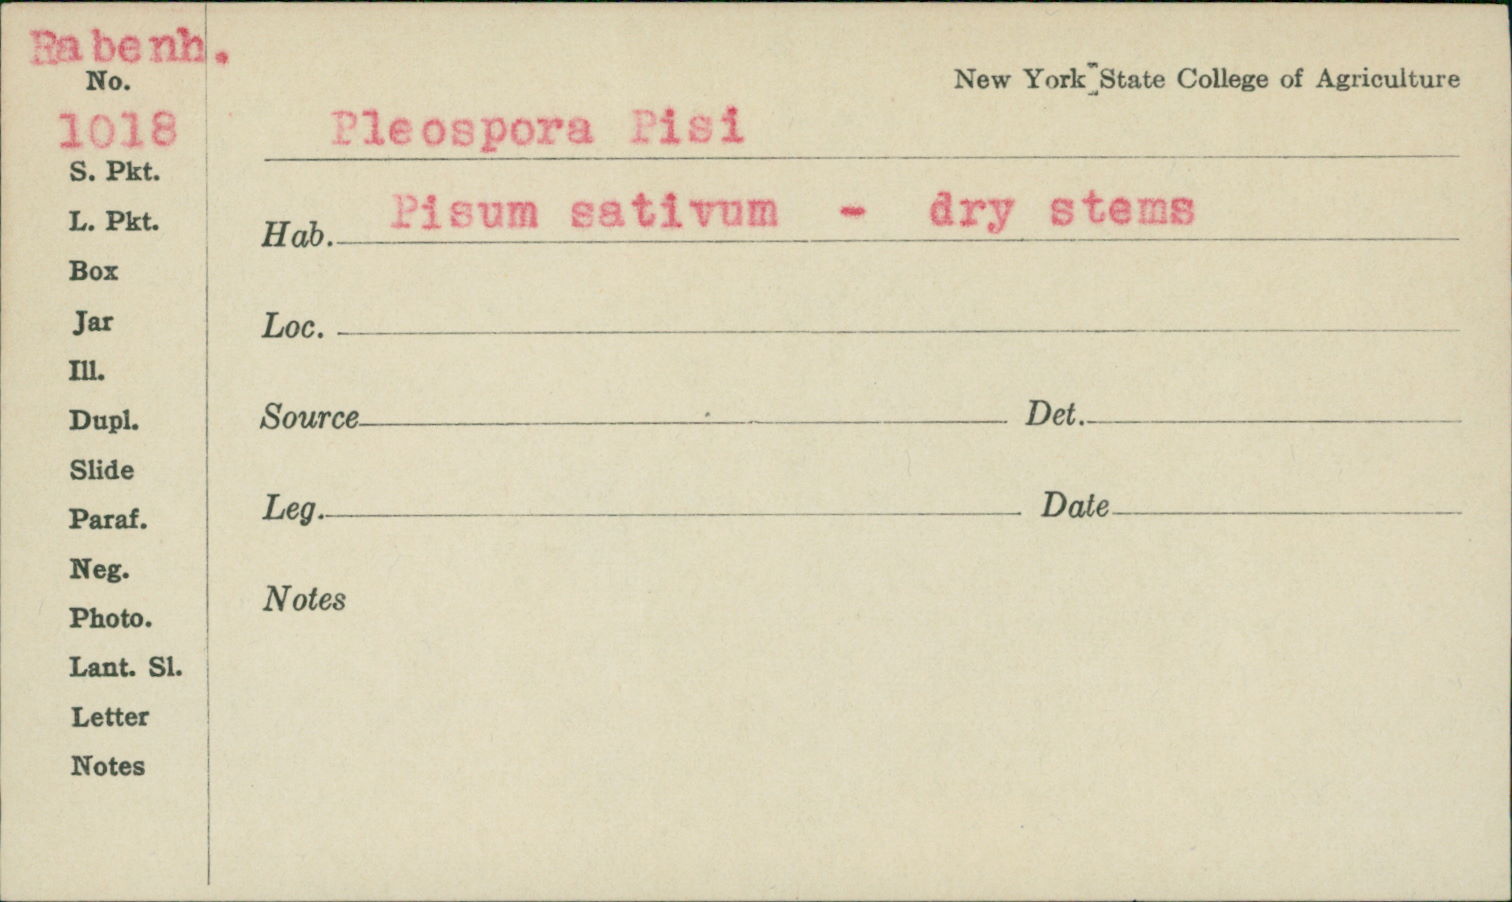 Rabenh.
No.
New York State College of Agriculture
1018
Pleospora Pisi
S. Pkt.
L. Pkt.
Hab. Pisum sativum - dry stems
Box
Jar
Loc.
Ill.
Dupl.
Source Det.
Slide
Paraf.
Leg. Date
Neg.
Notes
Photo.
Lant. Sl.
Letter
Notes